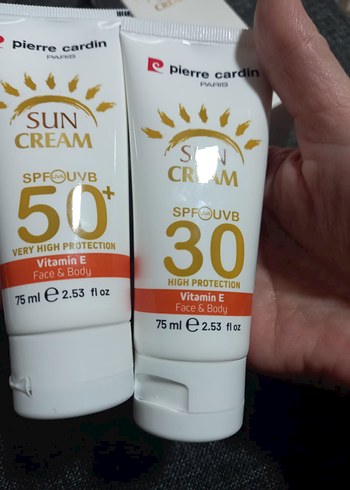 pierre cardin
PARIS
SUN
CREAM
SPF UVA UVB
50+
VERY HIGH PROTECTION
Vitamin E
Face & Body
75 ml e 2.53 fl oz
pierre cardin
PARIS
SUN
CREAM
SPF UVA UVB
30
HIGH PROTECTION
Vitamin E
Face & Body
75 ml e 2.53 fl oz